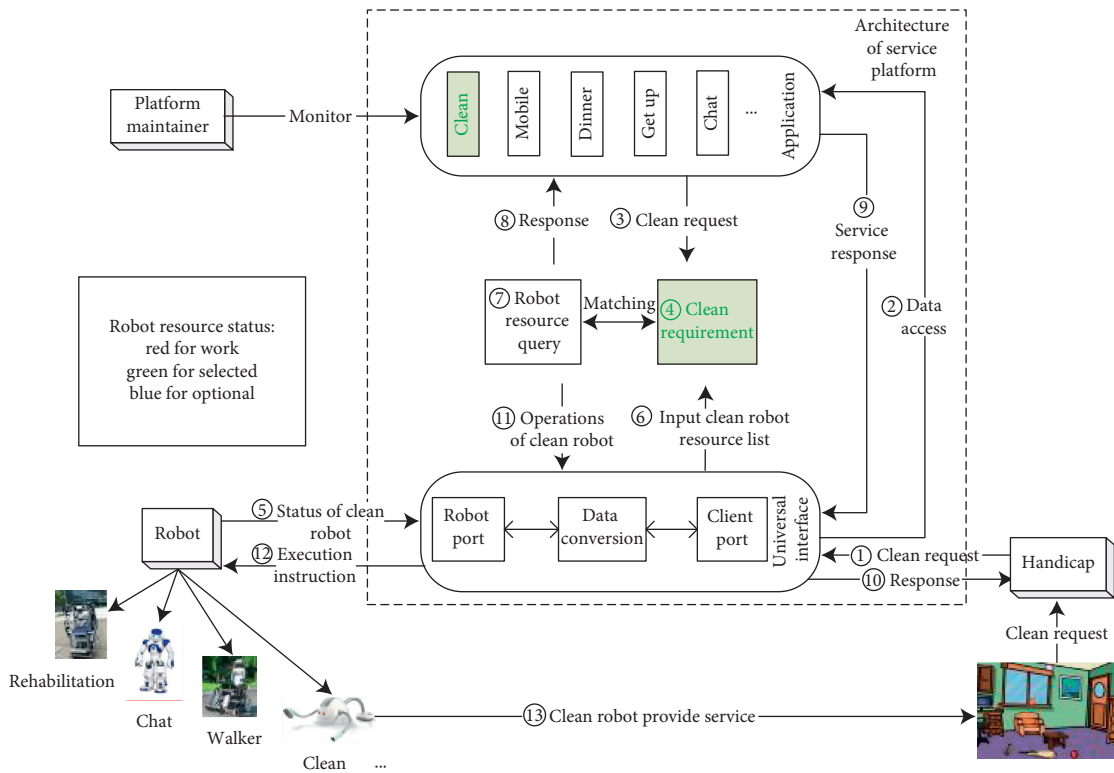 Architecture
of service
platform
Platform
maintainer
Monitor
Clean
Mobile
Dinner
Get up
Chat
...
Application
⑧ Response
③ Clean request
⑨
Service
response
② Data
access
Robot resource status:
red for work
green for selected
blue for optional
⑦ Robot
resource
query
Matching
④ Clean
requirement
⑪ Operations
of clean robot
⑥ Input clean robot
resource list
Robot
⑤ Status of clean
robot
⑫ Execution
instruction
Robot
port
Data
conversion
Client
port
Universal
interface
① Clean request
⑩ Response
Handicap
Clean request
Rehabilitation
Chat
Walker
Clean
...
⑬ Clean robot provide service